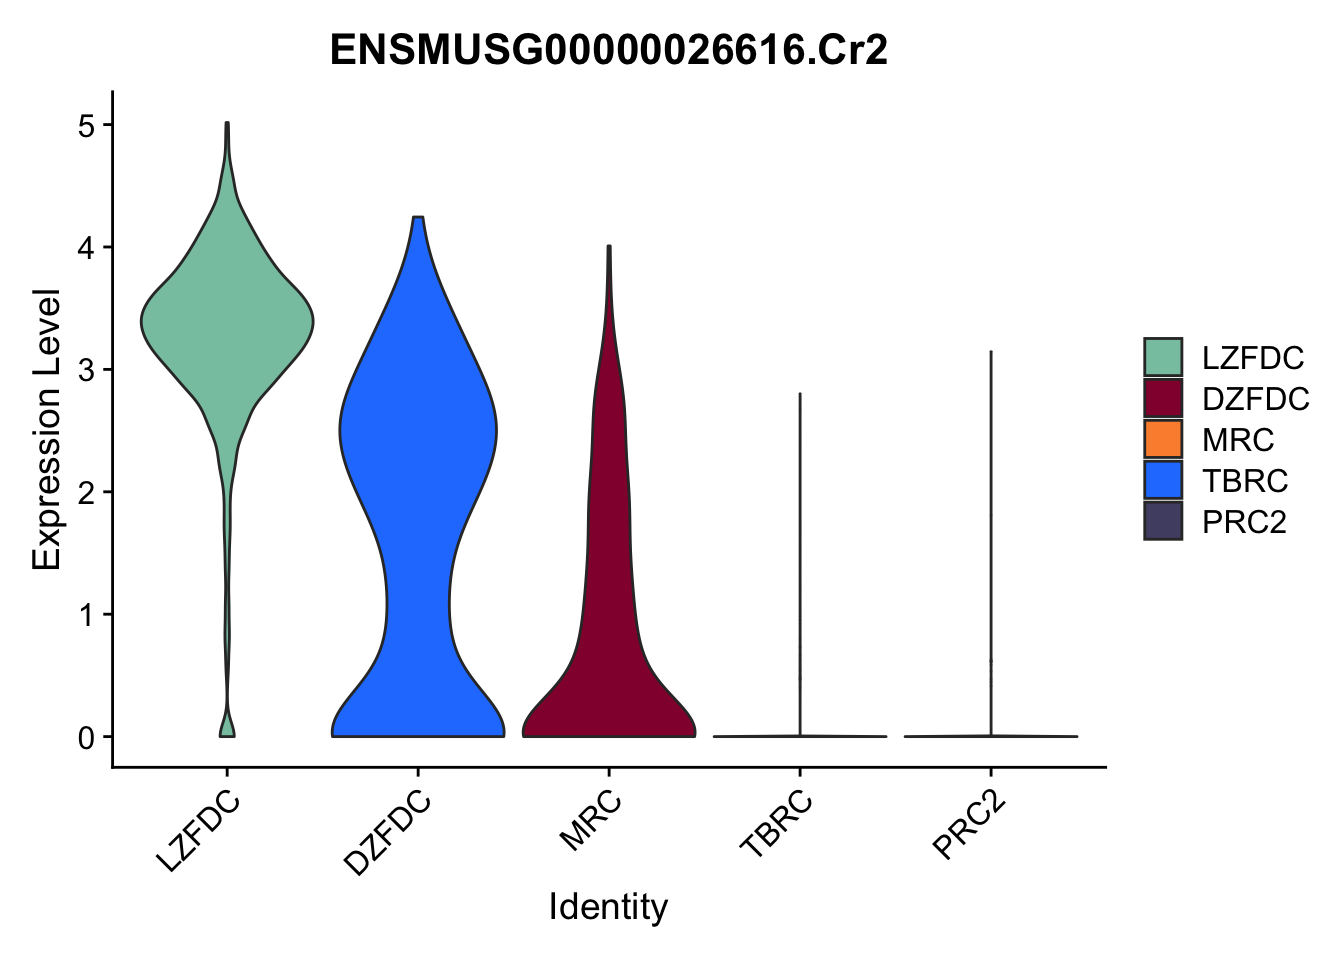 ENSMUSG00000026616.Cr2
Expression Level
5
4
3
2
1
0
LZFDC
DZFDC
MRC
TBRC
PRC2
Identity
LZFDC
DZFDC
MRC
TBRC
PRC2